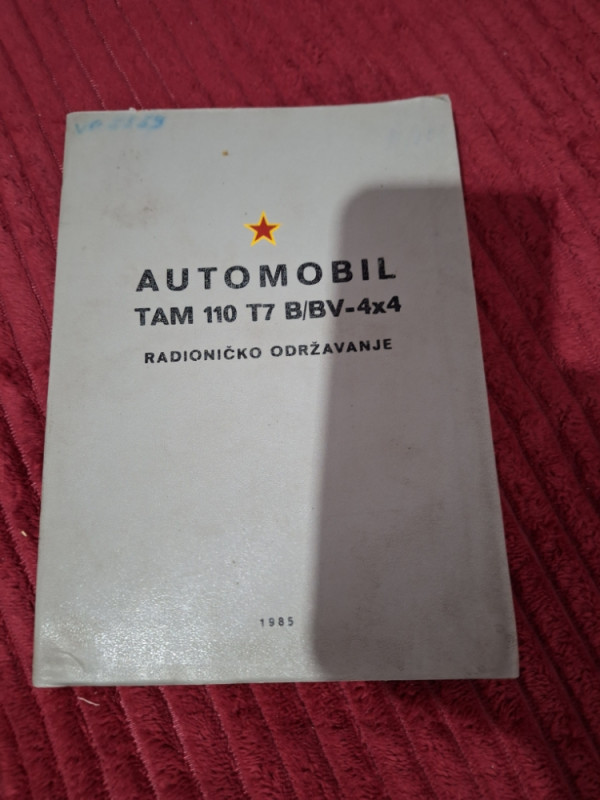 AUTOMOBIL
TAM 110 T7 B/BV-4x4
RADIONIČKO ODRŽAVANJE
1985